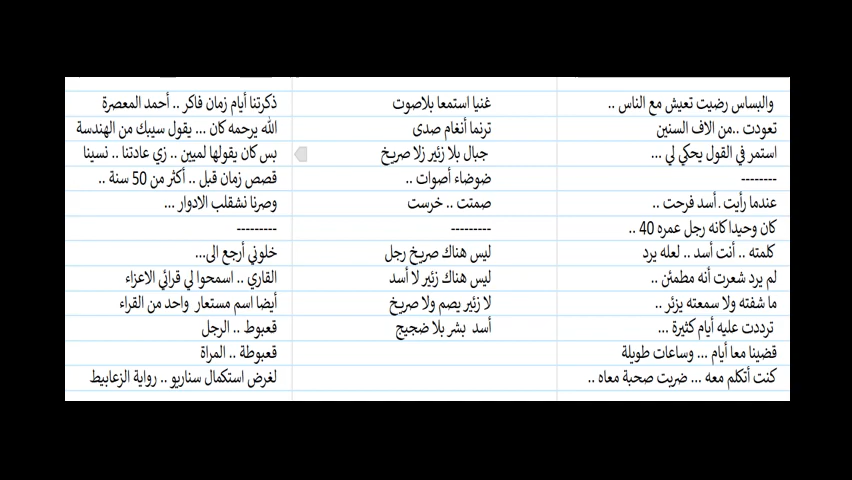 والبساس رضيت تعيش مع الناس ..
تعودت ..من الاف السنين
استمر في القول يحكي لي ...
--------
عندما رأيت . أسد فرحت ..
كان وحيدا كانه رجل عمره 40 ..
كلمته .. أنت أسد .. لعله يرد
لم يرد شعرت أنه مطمئن ..
ما شفته ولا سمعته يزئر ..
ترددت عليه أيام كثيرة ...
قضينا معا أيام ... وساعات طويلة
كنت أتكلم معه ... ضربت صحبة معاه ..
غنيا استمعا بلاصوت
ترنما أنغام صدى
جبال بلا زئير زلا صريخ
ضوضاء أصوات ..
صمتت .. خرست
---------
ليس هناك صريخ رجل
ليس هناك زئير لا أسد
لا زئير يصم ولا صريخ
أسد بشر بلا ضجيج
ذكرتنا أيام زمان فاكر .. أحمد المعصرة
الله يرحمه كان ... يقول سيبك من الهندسة
بس كان يقولها لميين .. زي عادتنا .. نسينا
قصص زمان قبل .. أكثر من 50 سنة ..
وصرنا نشقلب الادوار ...
---------
خلوني أرجع الى...
القاري .. اسمحوا لي قرائي الاعزاء
أيضا اسم مستعار واحد من القراء
قعبوط .. الرجل
قعبوطة .. المراة
لغرض استكمال سناريو .. رواية الزعابيط